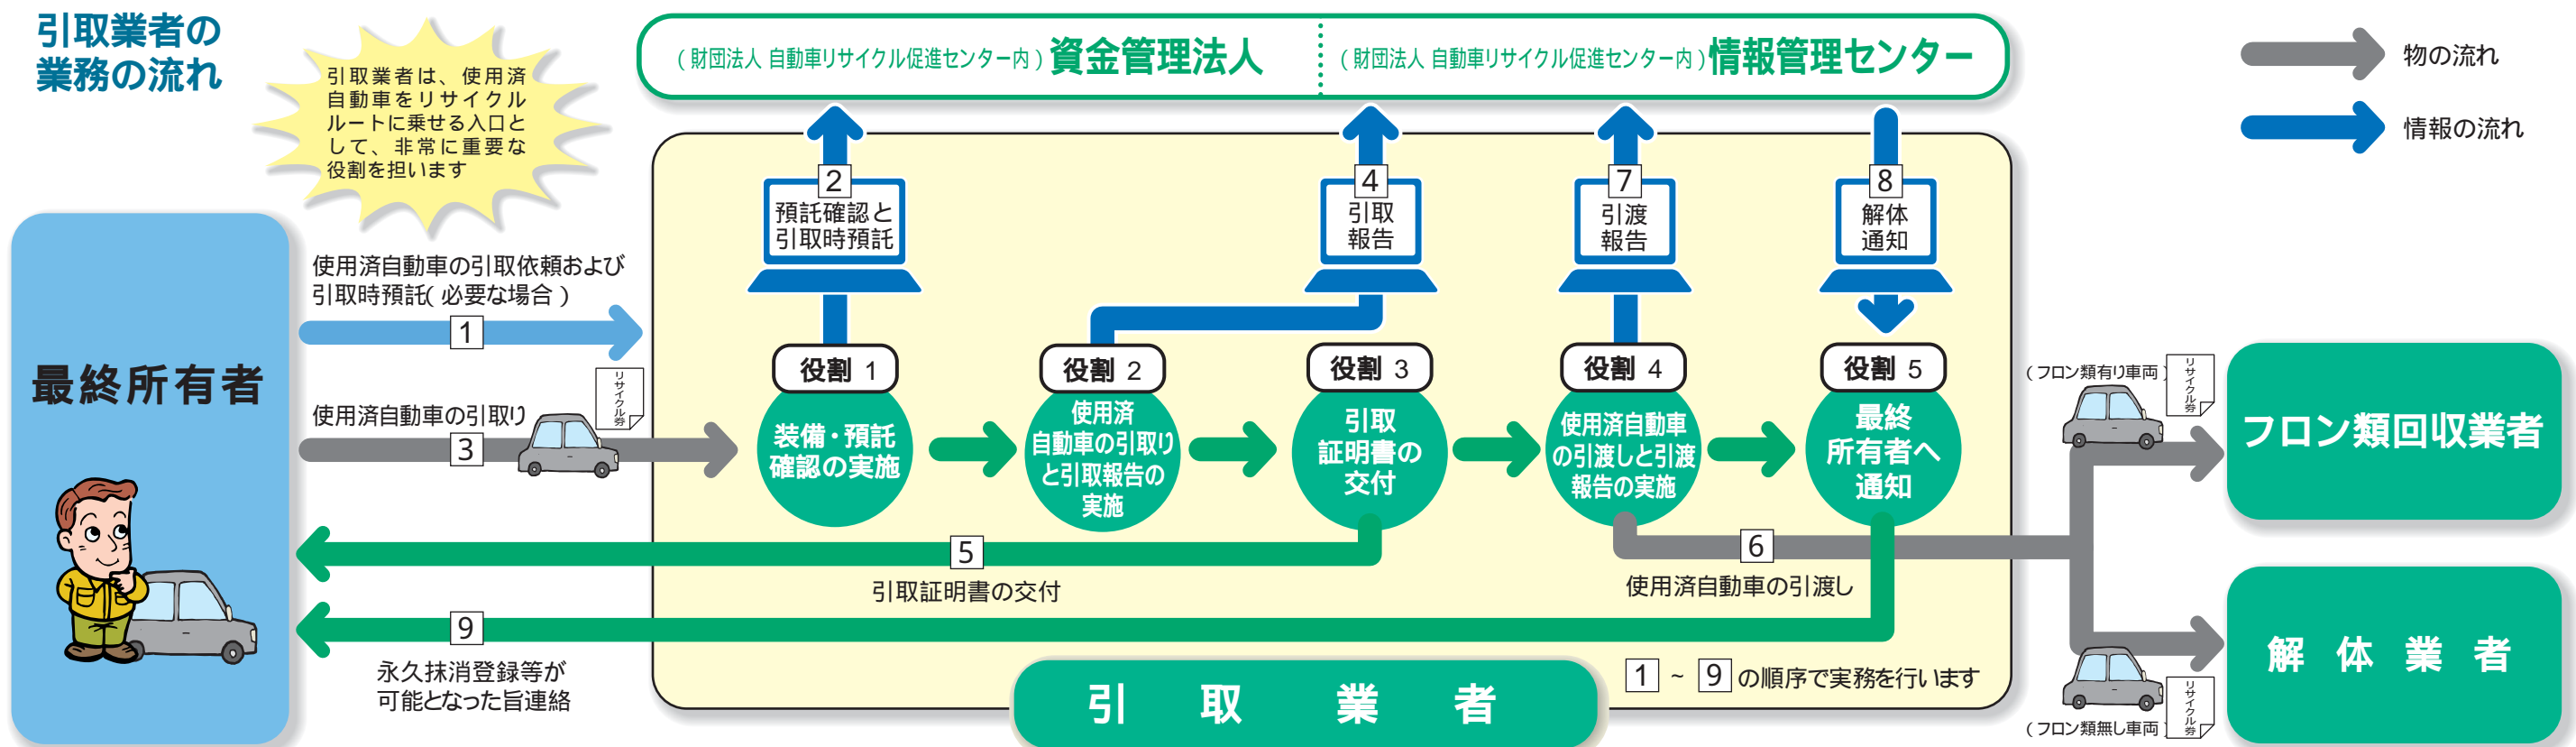 引取業者の
業務の流れ
引取業者は、使用済
自動車をリサイクル
ルートに乗せる入口と
して、非常に重要な
役割を担います
(財団法人 自動車リサイクル促進センター内)資金管理法人
(財団法人 自動車リサイクル促進センター内)情報管理センター
物の流れ
情報の流れ
2
預託確認と
引取時預託
4
引取
報告
7
引渡
報告
8
解体
通知
最終所有者
使用済自動車の引取依頼および
引取時預託(必要な場合)
1
使用済自動車の引取り
3
リサイクル券
役割 1
装備・預託
確認の実施
役割 2
使用済
自動車の引取り
と引取報告の
実施
役割 3
引取
証明書の
交付
役割 4
使用済自動車
の引渡しと引渡
報告の実施
役割 5
最終
所有者へ
通知
5
引取証明書の交付
6
使用済自動車の引渡し
9
永久抹消登録等が
可能となった旨連絡
1 ~ 9 の順序で実務を行います
引取業者
(フロン類有り車両)
リサイクル券
フロン類回収業者
解体業者
リサイクル券
(フロン類無し車両)